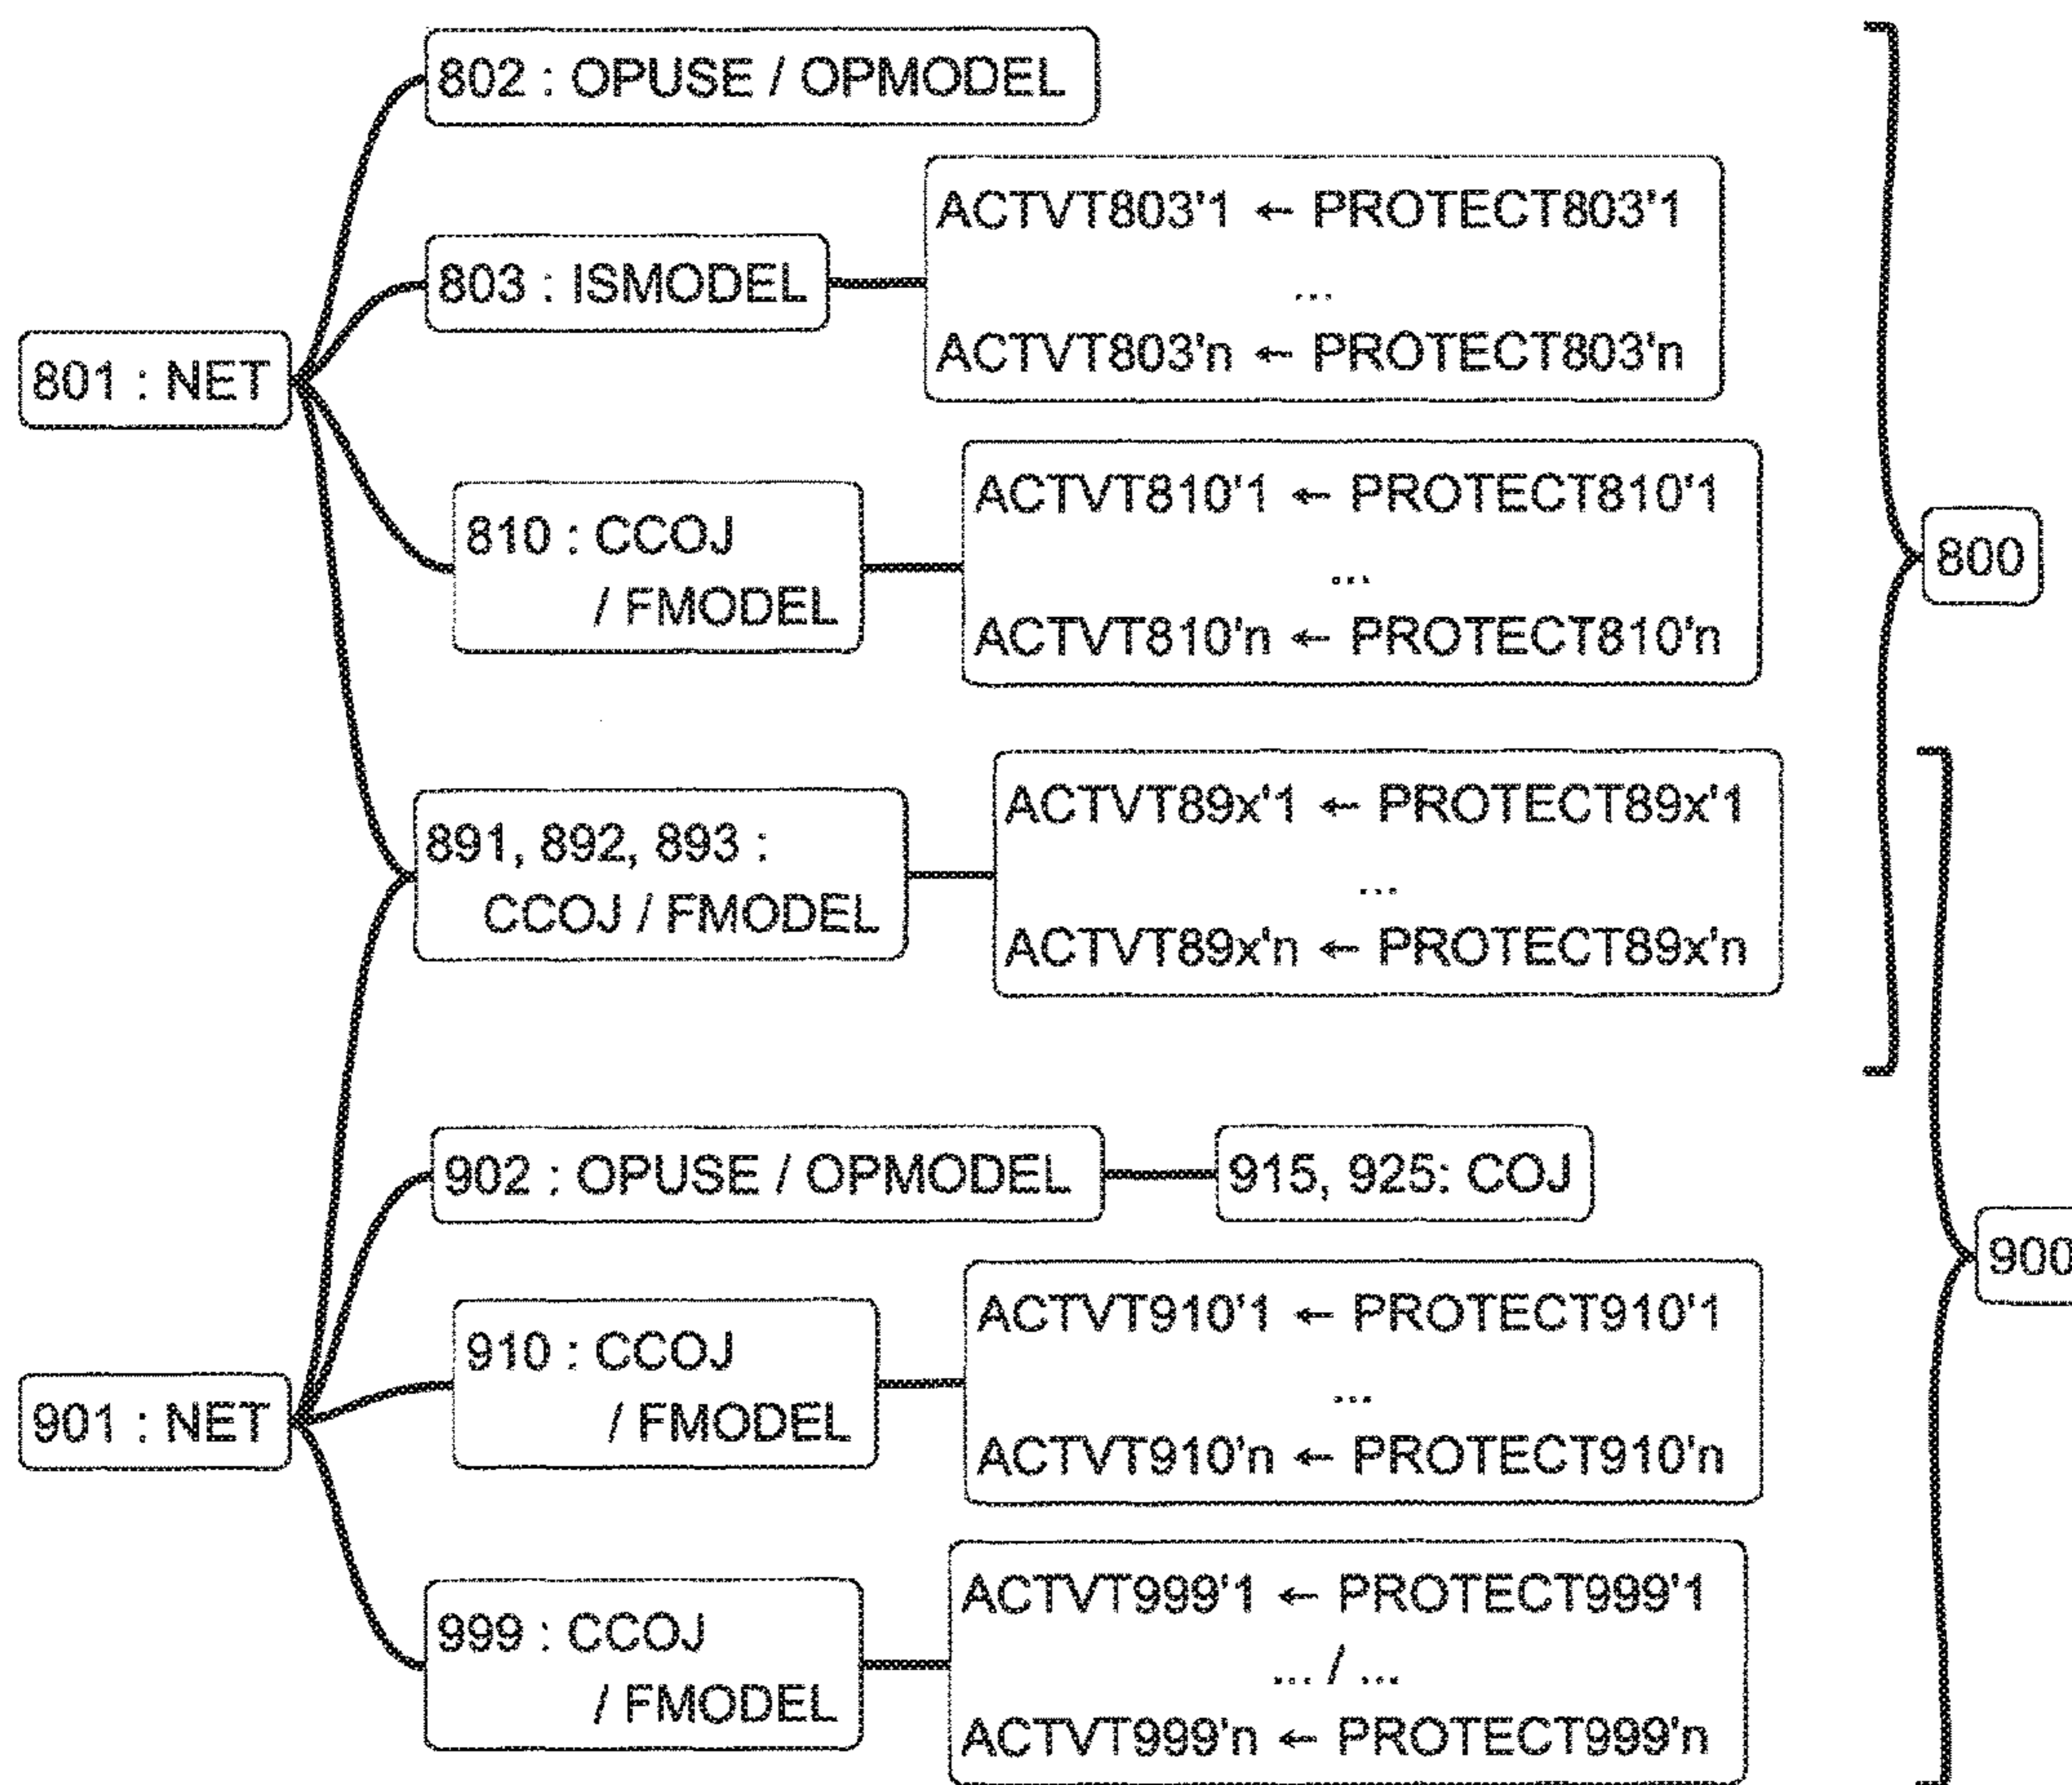 802 : OPUSE / OPMODEL
ACTVT803'1 ← PROTECT803'1
...
ACTVT803'n ← PROTECT803'n
803 : ISMODEL
801 : NET
ACTVT810'1 ← PROTECT810'1
...
ACTVT810'n ← PROTECT810'n
810 : CCOJ
/ FMODEL
800
ACTVT89x'1 ← PROTECT89x'1
...
ACTVT89x'n ← PROTECT89x'n
891, 892, 893 :
CCOJ / FMODEL
902 : OPUSE / OPMODEL
915, 925: COJ
900
ACTVT910'1 ← PROTECT910'1
...
ACTVT910'n ← PROTECT910'n
910 : CCOJ
/ FMODEL
901 : NET
ACTVT999'1 ← PROTECT999'1
... / ...
ACTVT999'n ← PROTECT999'n
999 : CCOJ
/ FMODEL